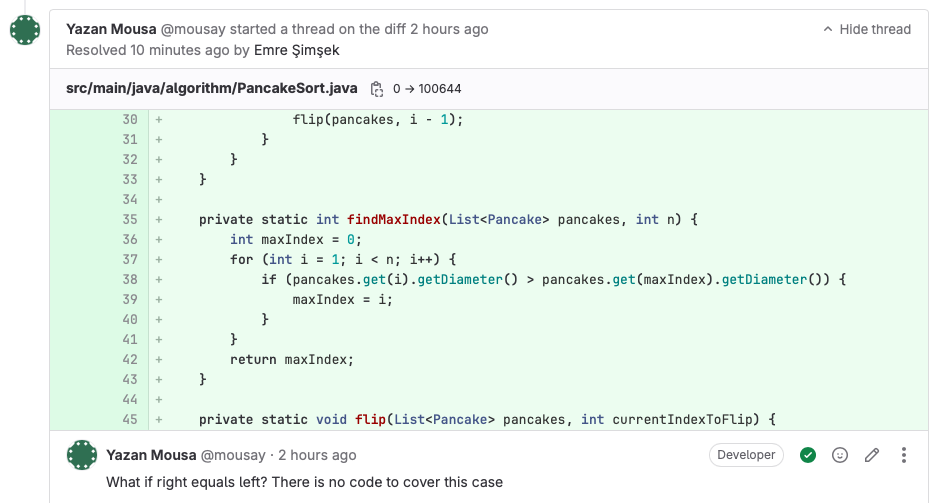 Yazan Mousa @mousay started a thread on the diff 2 hours ago
Hide thread
Resolved 10 minutes ago by Emre Şimşek
src/main/java/algorithm/PancakeSort.java 0 → 100644
30 + flip(pancakes, i - 1);
31 + }
32 + }
33 + }
34 +
35 + private static int findMaxIndex(List<Pancake> pancakes, int n) {
36 + int maxIndex = 0;
37 + for (int i = 1; i < n; i++) {
38 + if (pancakes.get(i).getDiameter() > pancakes.get(maxIndex).getDiameter()) {
39 + maxIndex = i;
40 + }
41 + }
42 + return maxIndex;
43 + }
44 +
45 + private static void flip(List<Pancake> pancakes, int currentIndexToFlip) {
Yazan Mousa @mousay · 2 hours ago
Developer
What if right equals left? There is no code to cover this case